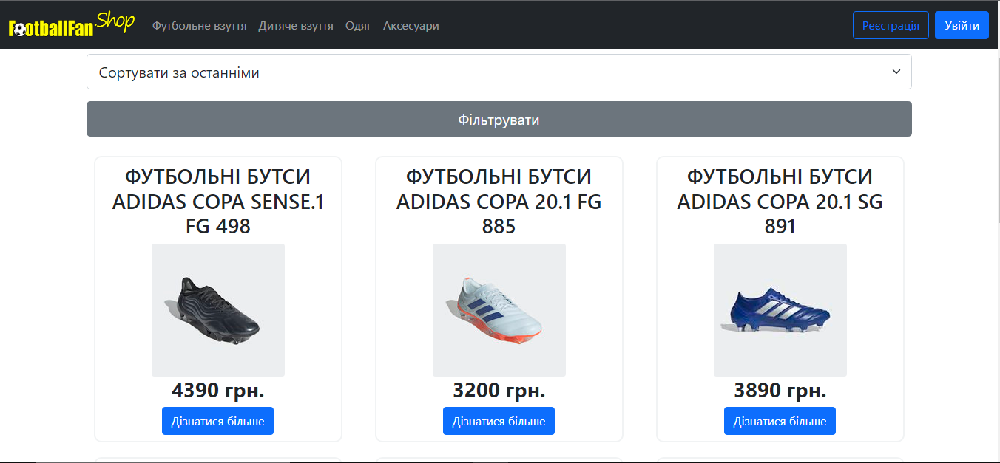 FootballFan Shop Футбольне взуття Дитяче взуття Одяг Аксесуари Реєстрація Увійти
Сортувати за останніми
Фільтрувати
ФУТБОЛЬНІ БУТСИ
ADIDAS COPA SENSE.1
FG 498
4390 грн.
Дізнатися більше
ФУТБОЛЬНІ БУТСИ
ADIDAS COPA 20.1 FG
885
3200 грн.
Дізнатися більше
ФУТБОЛЬНІ БУТСИ
ADIDAS COPA 20.1 SG
891
3890 грн.
Дізнатися більше